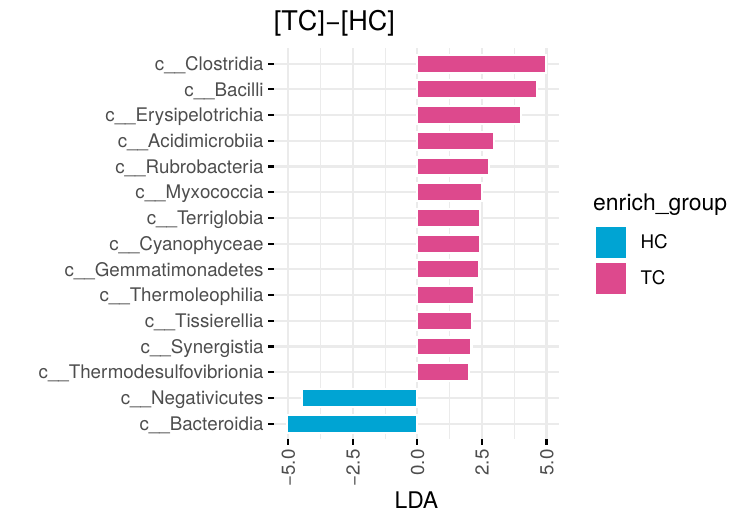 [TC]−[HC]
c__Clostridia
c__Bacilli
c__Erysipelotrichia
c__Acidimicrobiia
c__Rubrobacteria
c__Myxococcia
c__Terriglobia
c__Cyanophyceae
c__Gemmatimonadetes
c__Thermoleophilia
c__Tissierellia
c__Synergistia
c__Thermodesulfovibrionia
c__Negativicutes
c__Bacteroidia
−5.0
−2.5
0.0
2.5
5.0
LDA
enrich_group
HC
TC